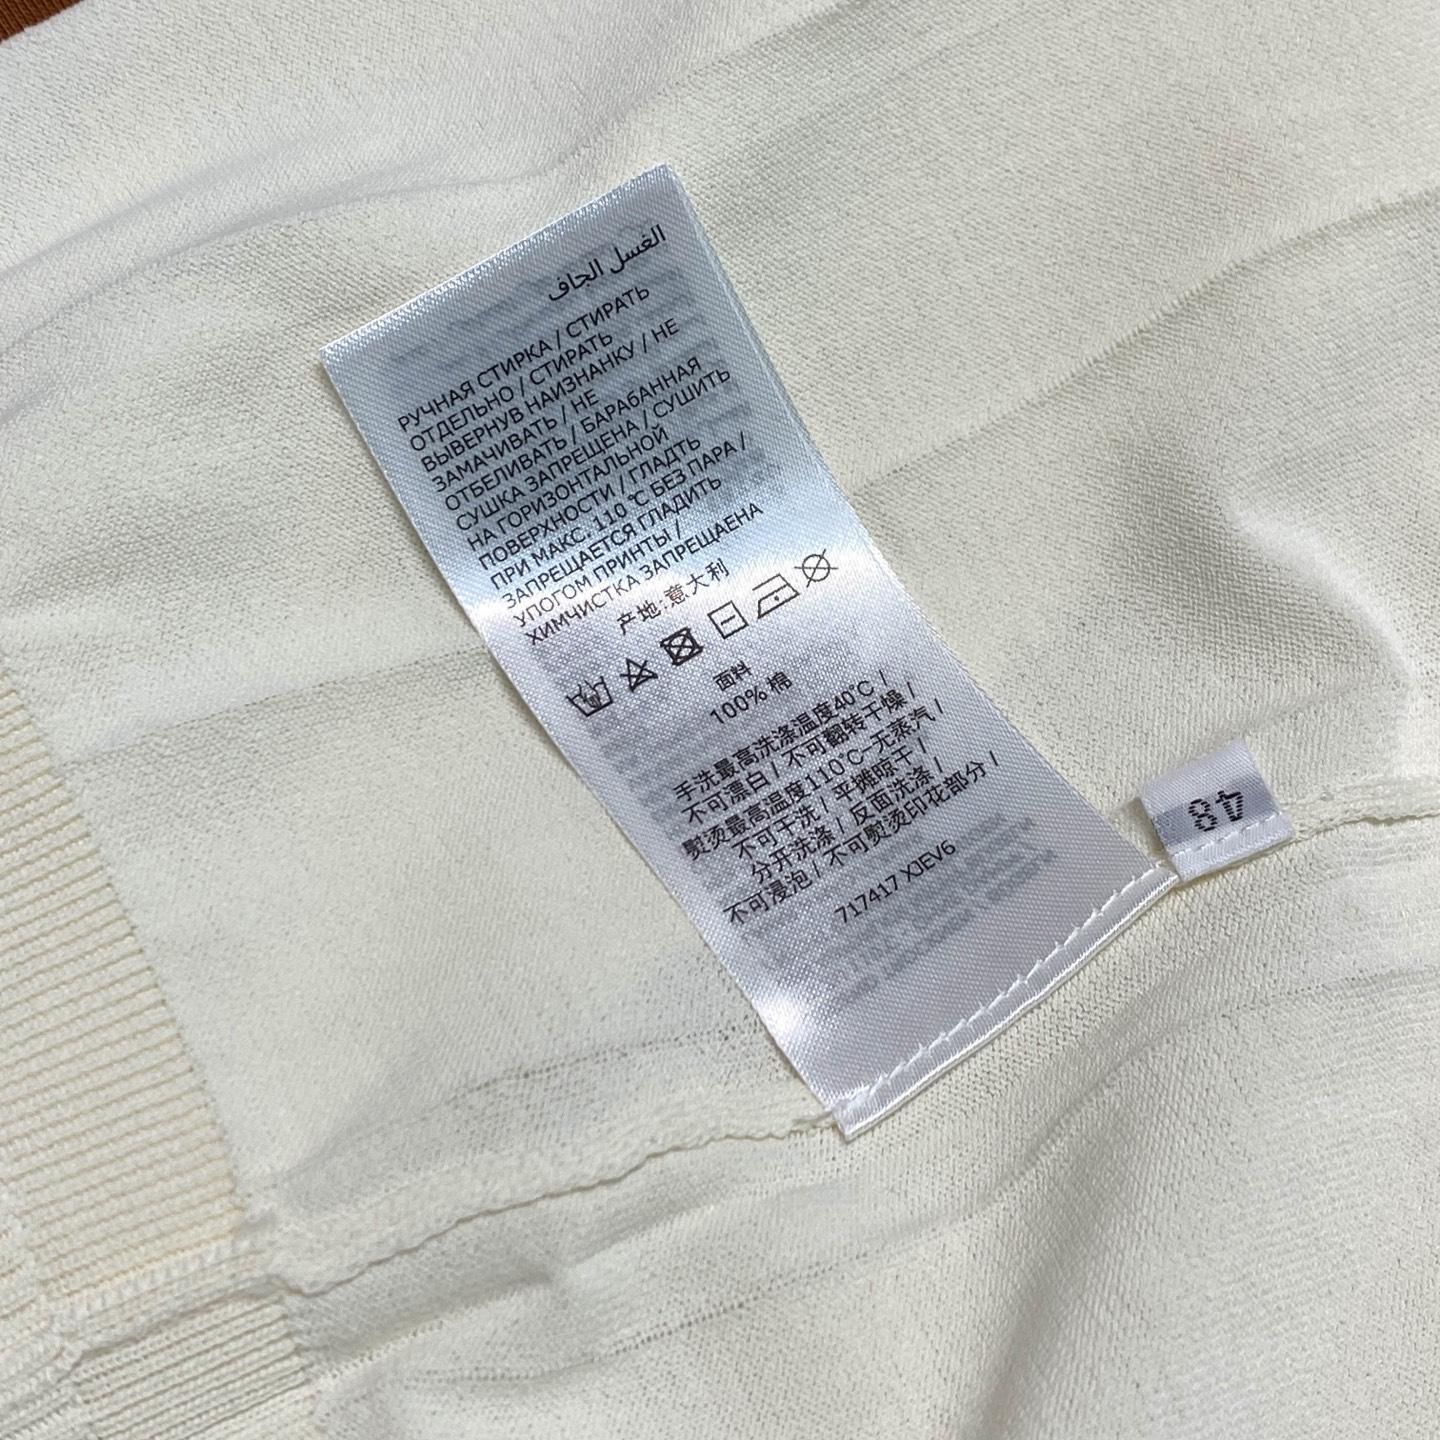 الغسل الجاف
РУЧНАЯ СТИРКА / СТИРАТЬ
ОТДЕЛЬНО / СТИРАТЬ
ВЫВЕРНУВ НАИЗНАНКУ / НЕ
ЗАМАЧИВАТЬ / НЕ
ОТБЕЛИВАТЬ / БАРАБАННАЯ
СУШКА ЗАПРЕЩЕНА / СУШИТЬ
НА ГОРИЗОНТАЛЬНОЙ
ПОВЕРХНОСТИ / ГЛАДТЬ
ПРИ МАКС. 110 ℃ БЕЗ ПАРА /
ЗАПРЕЩАЕТСЯ ГЛАДИТЬ
УПОГОМ ПРИНТЫ /
ХИМЧИСТКА ЗАПРЕЩАЕНА
产地:意大利
面料
100% 棉
手洗最高洗涤温度40℃ /
不可漂白 / 不可翻转干燥 /
熨烫最高温度110℃-无蒸汽 /
不可干洗 / 平摊晾干 /
分开洗涤 / 反面洗涤 /
不可浸泡 / 不可熨烫印花部分 /
717417 XJEV6
48